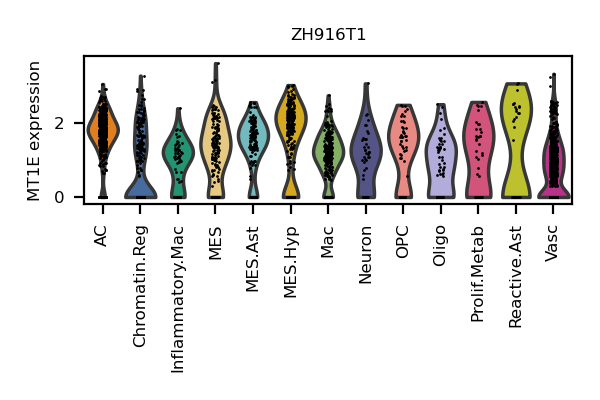 ZH916T1
MT1E expression
2
0
AC
Chromatin.Reg
Inflammatory.Mac
MES
MES.Ast
MES.Hyp
Mac
Neuron
OPC
Oligo
Prolif.Metab
Reactive.Ast
Vasc